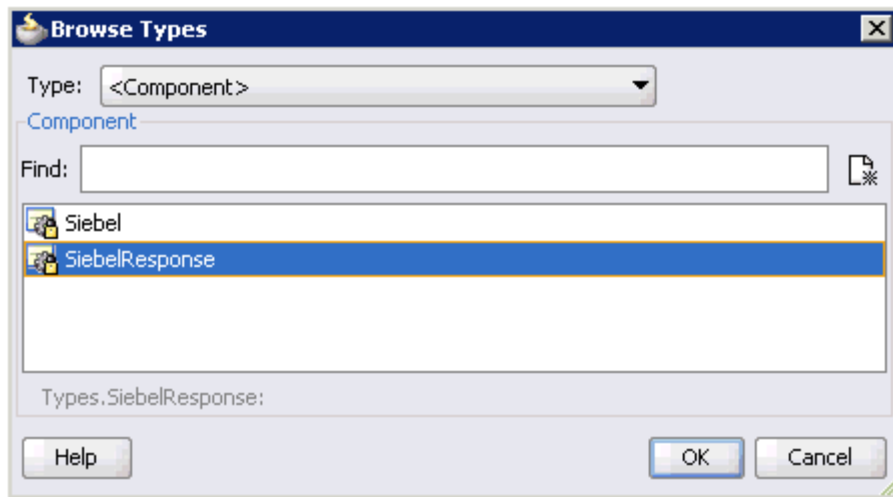 Browse Types
Type: <Component>
Component
Find:
Siebel
SiebelResponse
Types.SiebelResponse:
Help OK Cancel